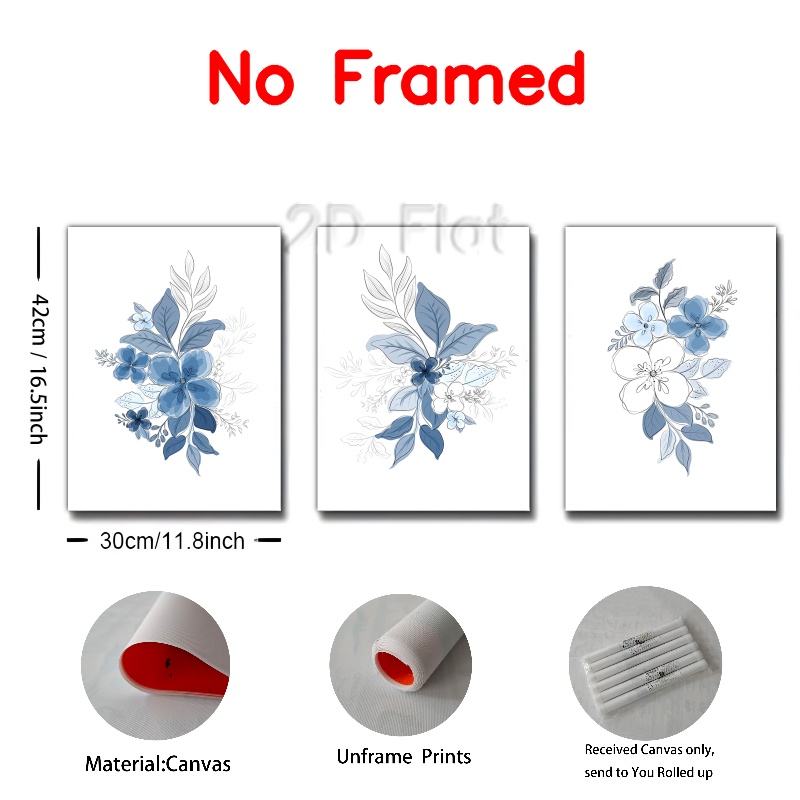 No Framed
2D Flat
42cm / 16.5inch
30cm/11.8inch
Material:Canvas
Unframe Prints
Received Canvas only,
send to You Rolled up